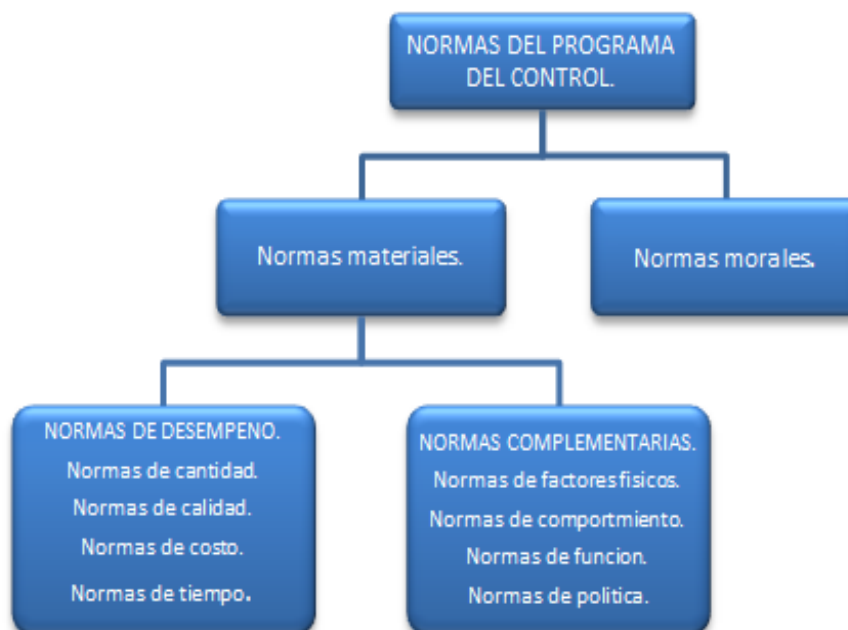 NORMAS DEL PROGRAMA
DEL CONTROL.
Normas materiales.
Normas morales.
NORMAS DE DESEMPENO.
Normas de cantidad.
Normas de calidad.
Normas de costo.
Normas de tiempo.
NORMAS COMPLEMENTARIAS.
Normas de factores fisicos.
Normas de comportmiento.
Normas de funcion.
Normas de politica.